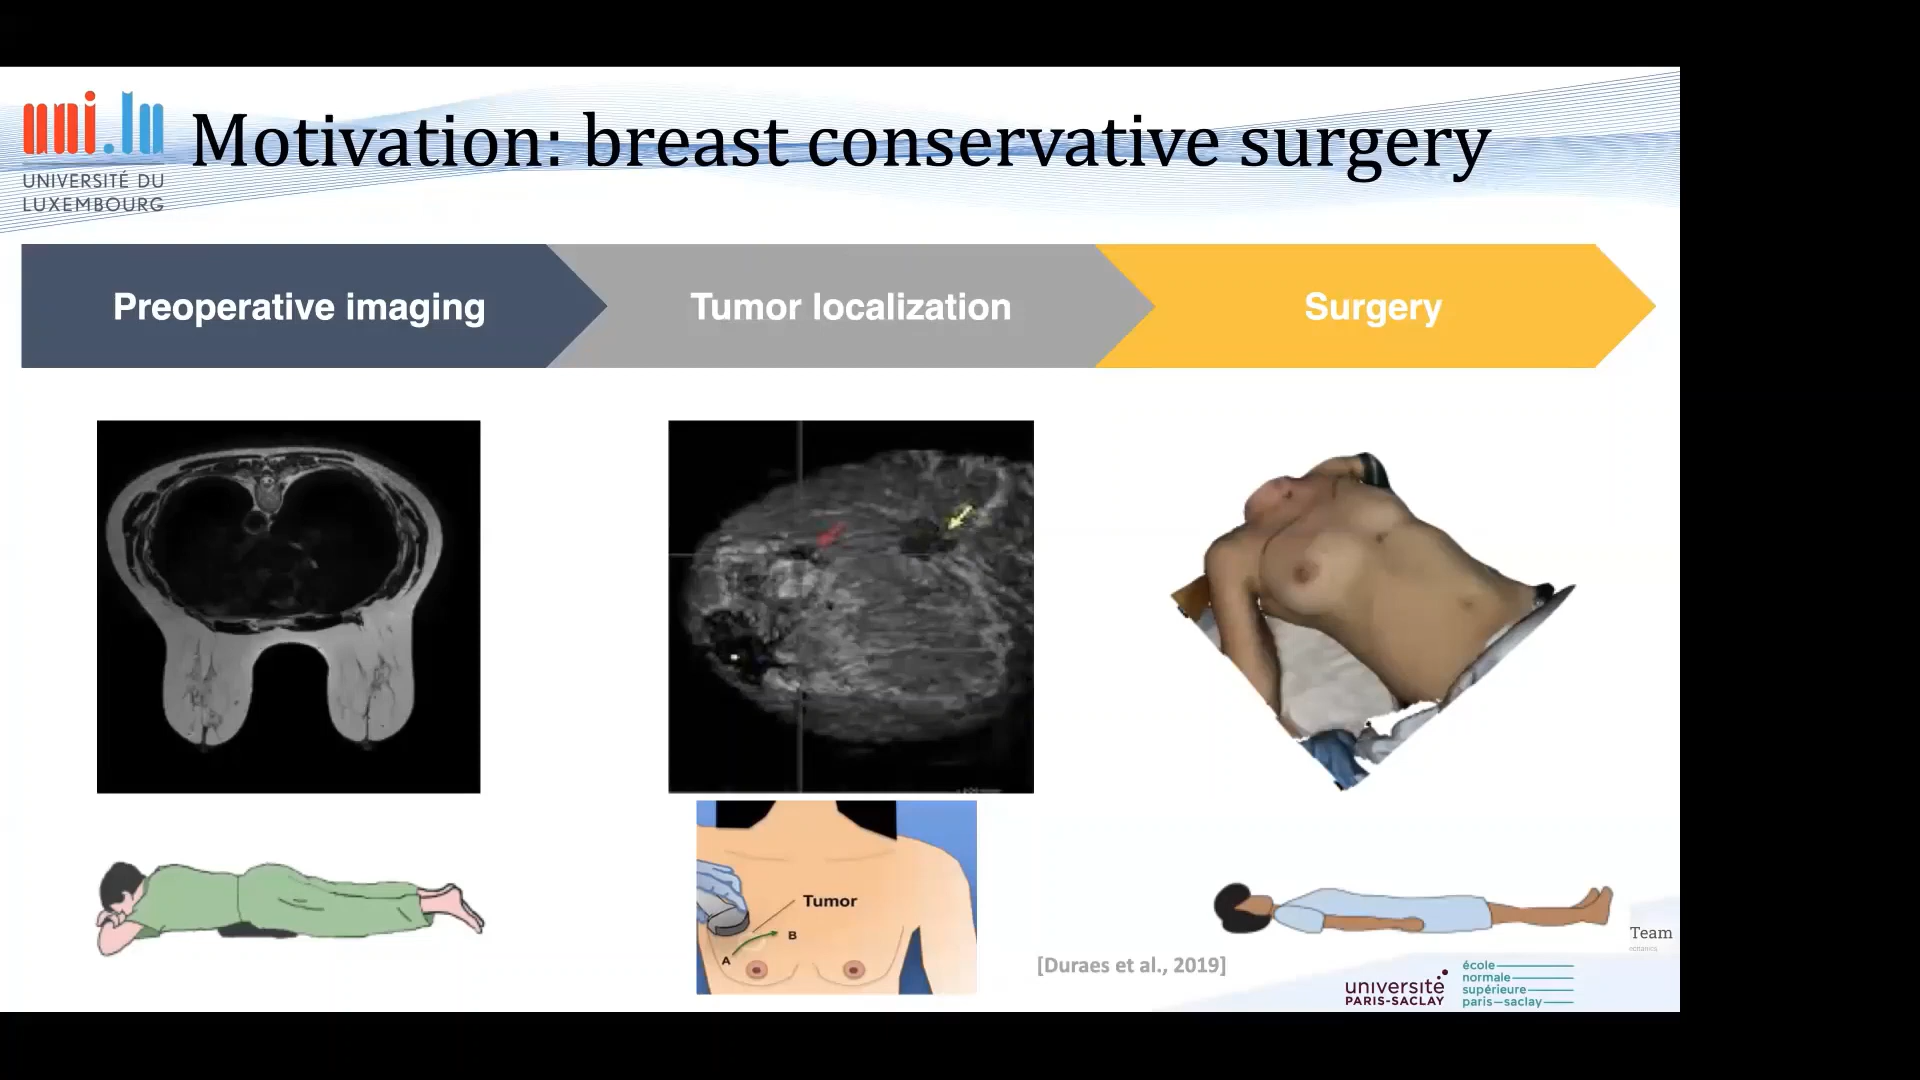 uni.lu
UNIVERSITÉ DU
LUXEMBOURG
Motivation: breast conservative surgery
Preoperative imaging
Tumor localization
Surgery
Tumor
B
A
[Duraes et al., 2019]
Team
université
PARIS-SACLAY
école
normale
supérieure
paris-saclay